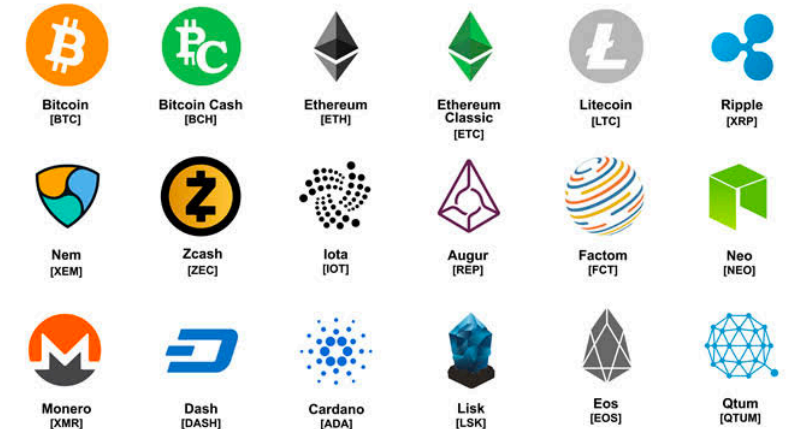 Bitcoin
[BTC]
Bitcoin Cash
[BCH]
Ethereum
[ETH]
Ethereum
Classic
[ETC]
Litecoin
[LTC]
Ripple
[XRP]
Nem
[XEM]
Zcash
[ZEC]
Iota
[IOT]
Augur
[REP]
Factom
[FCT]
Neo
[NEO]
Monero
[XMR]
Dash
[DASH]
Cardano
[ADA]
Lisk
[LSK]
Eos
[EOS]
Qtum
[QTUM]